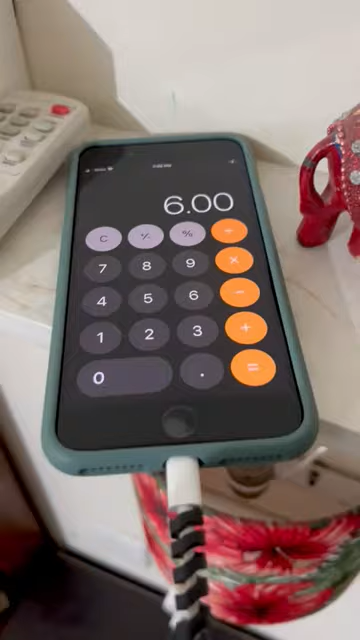 6.00
C ⁺∕₋ % ÷
7 8 9 ×
4 5 6 −
1 2 3 +
0 . =